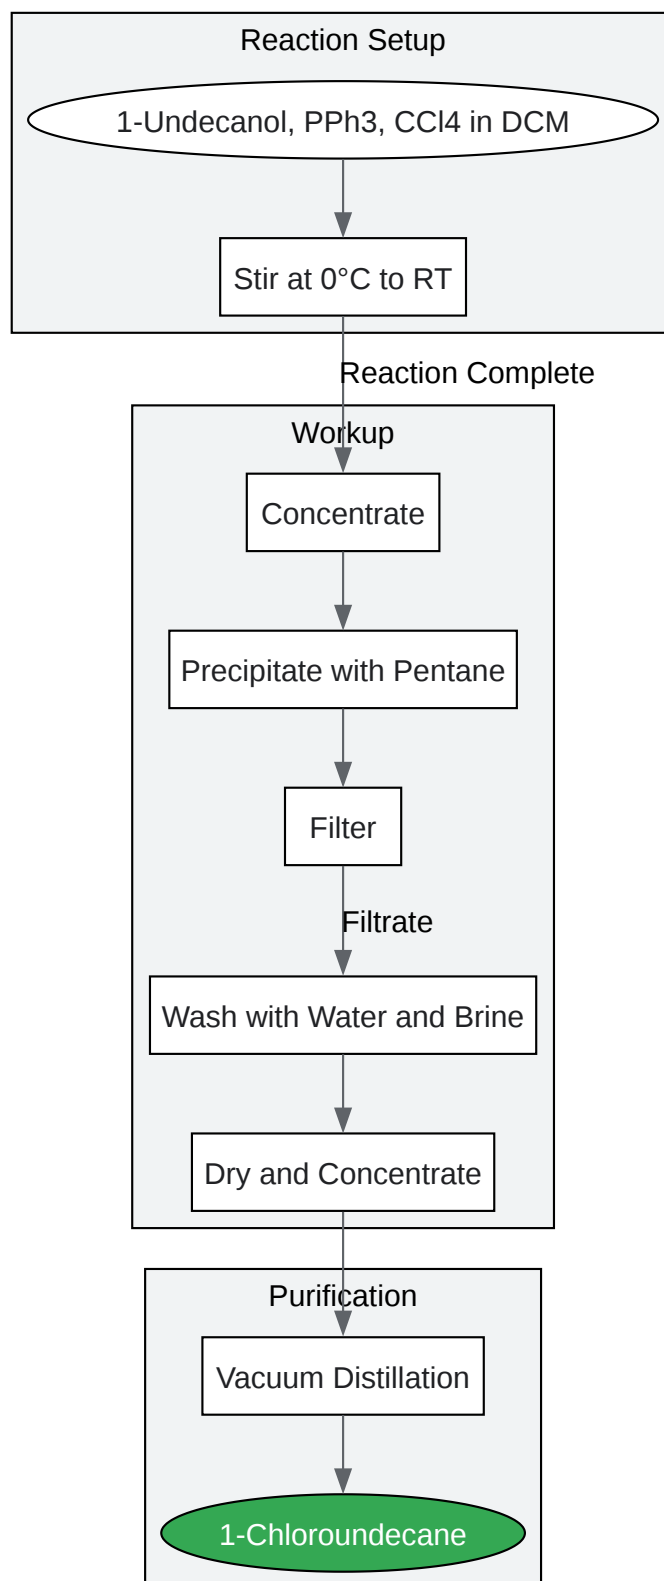 Reaction Setup
1-Undecanol, PPh3, CCl4 in DCM
Stir at 0°C to RT
Reaction Complete
Workup
Concentrate
Precipitate with Pentane
Filter
Filtrate
Wash with Water and Brine
Dry and Concentrate
Purification
Vacuum Distillation
1-Chloroundecane